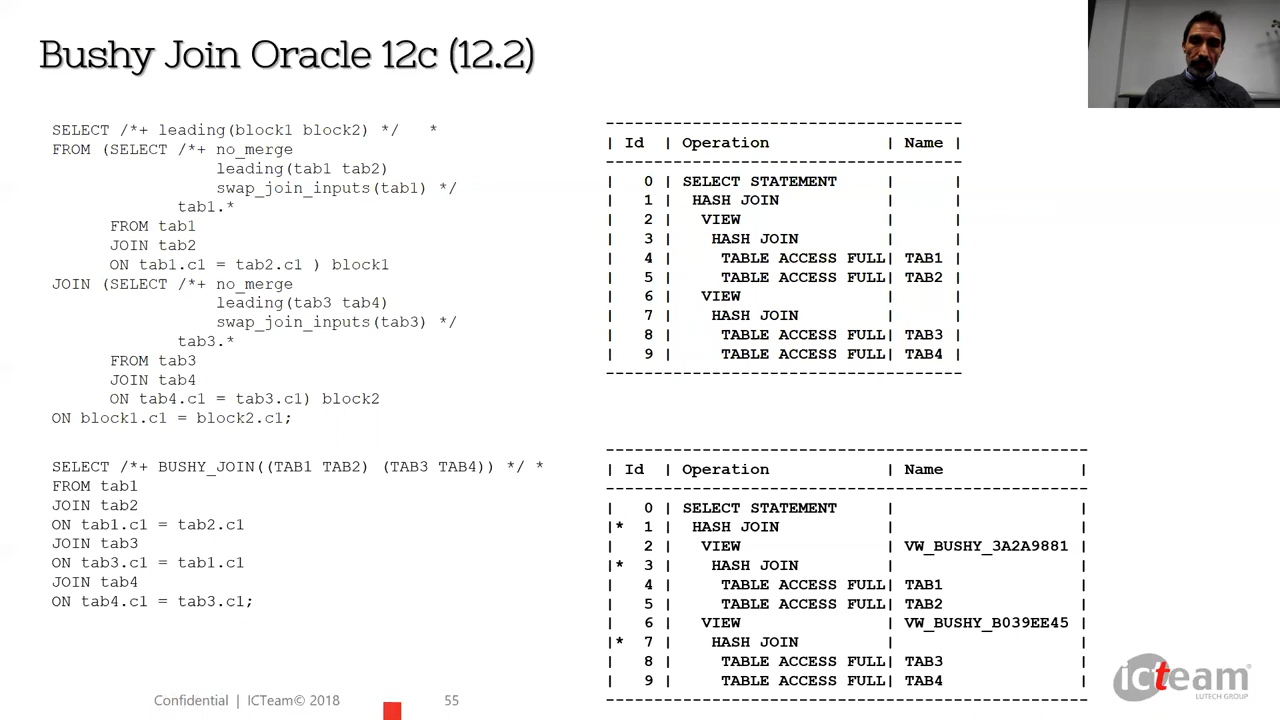 Bushy Join Oracle 12c (12.2)
SELECT /*+ leading(block1 block2) */   *
FROM (SELECT /*+ no_merge
leading(tab1 tab2)
swap_join_inputs(tab1) */
tab1.*
FROM tab1
JOIN tab2
ON tab1.c1 = tab2.c1 ) block1
JOIN (SELECT /*+ no_merge
leading(tab3 tab4)
swap_join_inputs(tab3) */
tab3.*
FROM tab3
JOIN tab4
ON tab4.c1 = tab3.c1) block2
ON block1.c1 = block2.c1;
SELECT /*+ BUSHY_JOIN((TAB1 TAB2) (TAB3 TAB4)) */ *
FROM tab1
JOIN tab2
ON tab1.c1 = tab2.c1
JOIN tab3
ON tab3.c1 = tab1.c1
JOIN tab4
ON tab4.c1 = tab3.c1;
-------------------------------------
| Id  | Operation            | Name |
-------------------------------------
|   0 | SELECT STATEMENT     |      |
|   1 |  HASH JOIN           |      |
|   2 |   VIEW               |      |
|   3 |    HASH JOIN         |      |
|   4 |     TABLE ACCESS FULL| TAB1 |
|   5 |     TABLE ACCESS FULL| TAB2 |
|   6 |   VIEW               |      |
|   7 |    HASH JOIN         |      |
|   8 |     TABLE ACCESS FULL| TAB3 |
|   9 |     TABLE ACCESS FULL| TAB4 |
-------------------------------------
--------------------------------------------------
| Id  | Operation            | Name              |
--------------------------------------------------
|   0 | SELECT STATEMENT     |                   |
|*  1 |  HASH JOIN           |                   |
|   2 |   VIEW               | VW_BUSHY_3A2A9881 |
|*  3 |    HASH JOIN         |                   |
|   4 |     TABLE ACCESS FULL| TAB1              |
|   5 |     TABLE ACCESS FULL| TAB2              |
|   6 |   VIEW               | VW_BUSHY_B039EE45 |
|*  7 |    HASH JOIN         |                   |
|   8 |     TABLE ACCESS FULL| TAB3              |
|   9 |     TABLE ACCESS FULL| TAB4              |
--------------------------------------------------
Confidential | ICTeam© 2018
55
icteam®
LUTECH GROUP